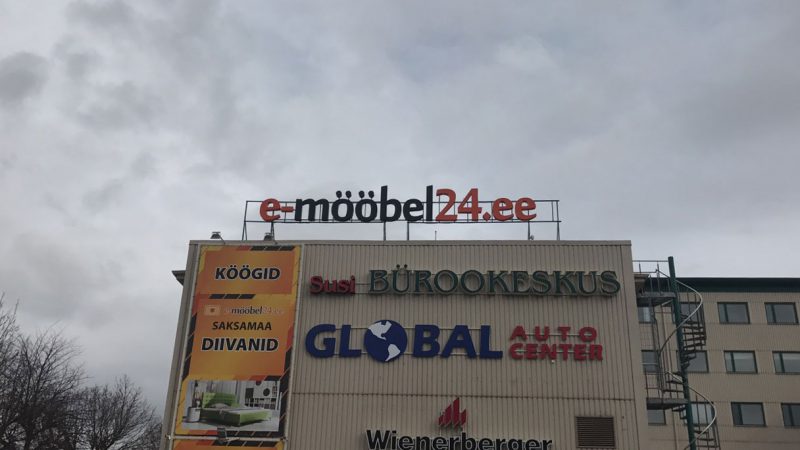 e-mööbel24.ee
KÖÖGID
e-mööbel24.ee
SAKSAMAA
DIIVANID
Susi BÜROOKESKUS
GLOBAL AUTO CENTER
Wienerberger